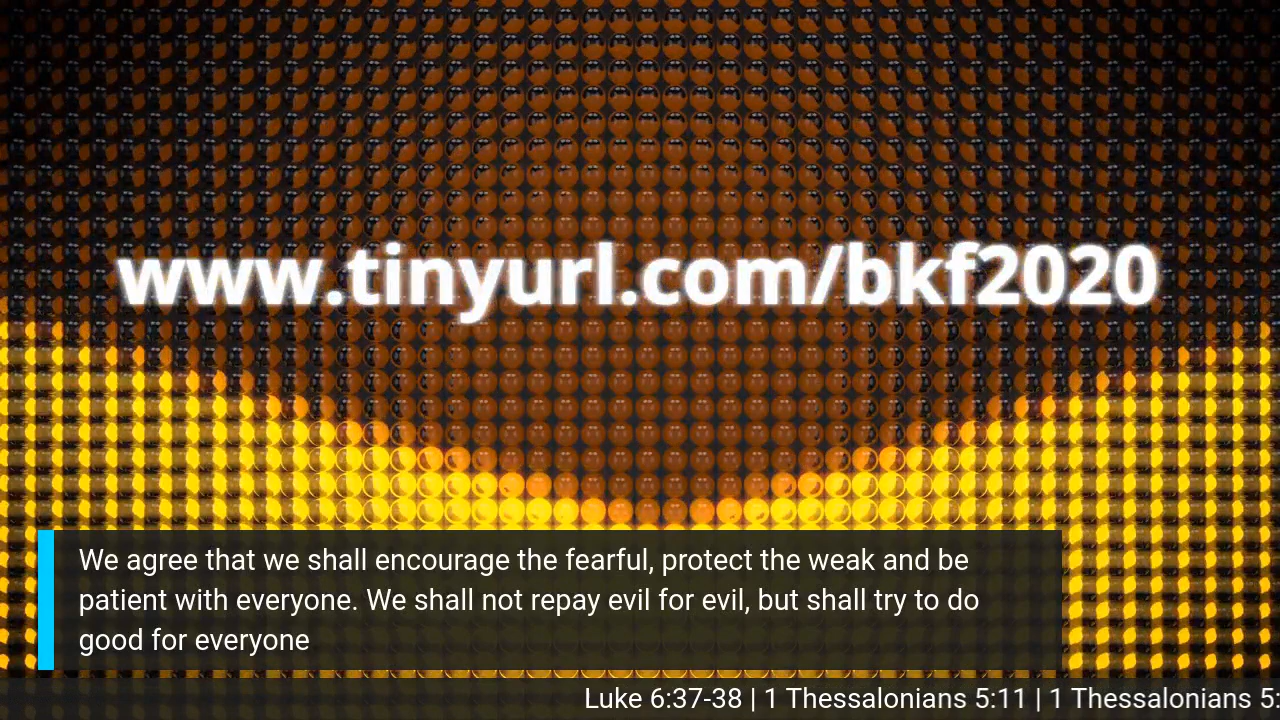 www.tinyurl.com/bkf2020
We agree that we shall encourage the fearful, protect the weak and be
patient with everyone. We shall not repay evil for evil, but shall try to do
good for everyone
Luke 6:37-38 | 1 Thessalonians 5:11 | 1 Thessalonians 5: